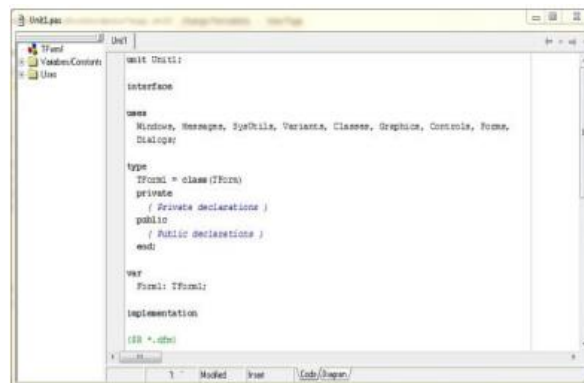 Unit1.pas
TForm1
Variables/Constants
Uses
Unit1
unit Unit1;
interface
uses
Windows, Messages, SysUtils, Variants, Classes, Graphics, Controls, Forms,
Dialogs;
type
TForm1 = class(TForm)
private
{ Private declarations }
public
{ Public declarations }
end;
var
Form1: TForm1;
implementation
{$R *.dfm}
Modified
Insert
Code
Diagram